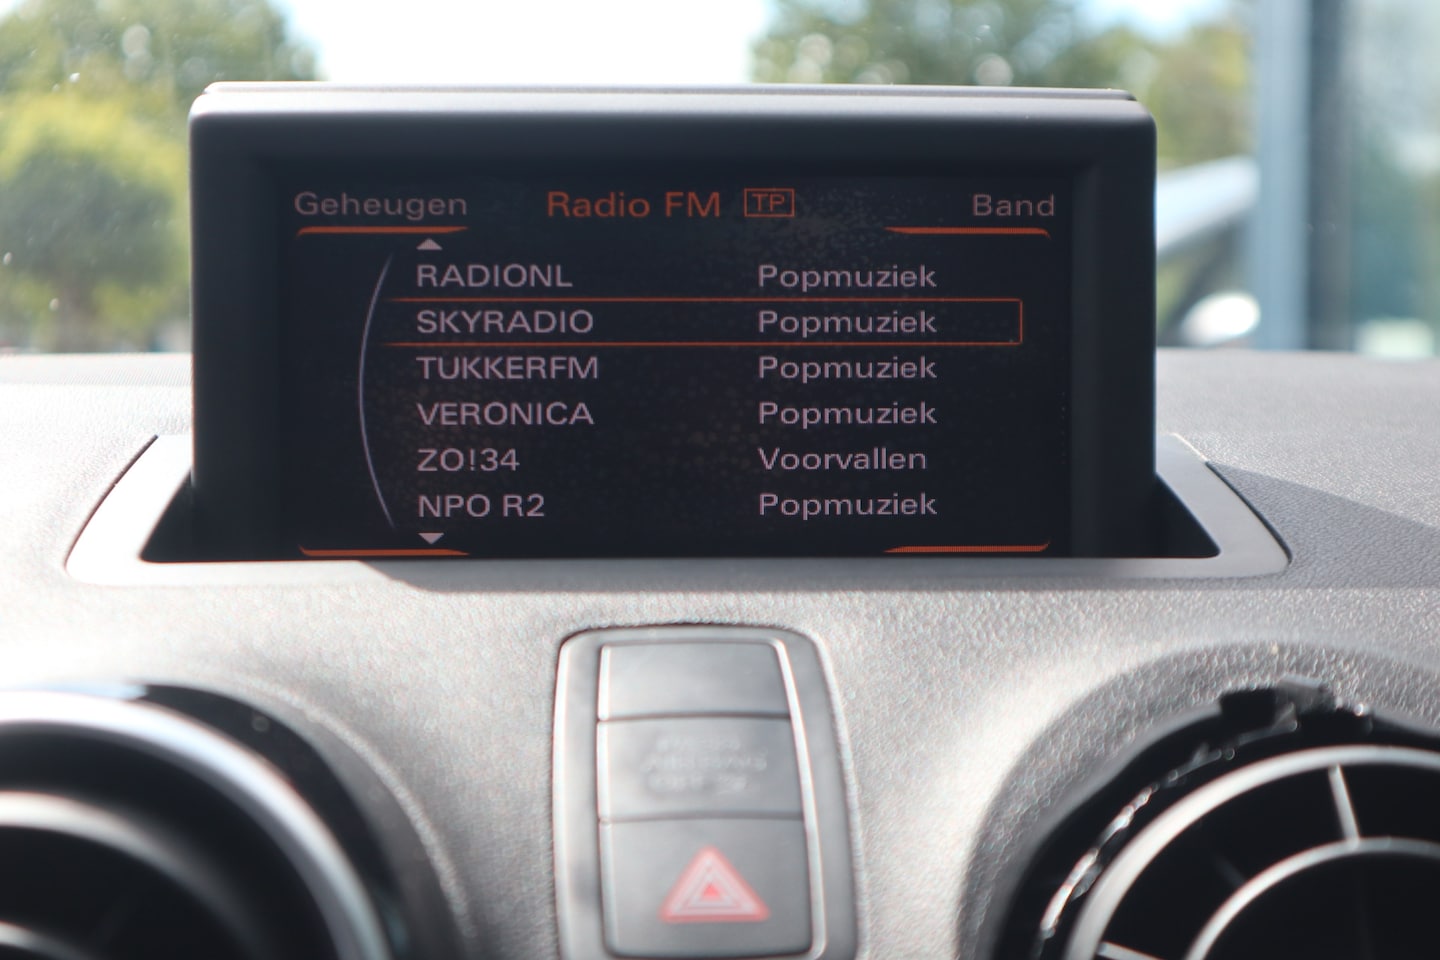 Geheugen Radio FM TP Band
RADIONL Popmuziek
SKYRADIO Popmuziek
TUKKERFM Popmuziek
VERONICA Popmuziek
ZO!34 Voorvallen
NPO R2 Popmuziek